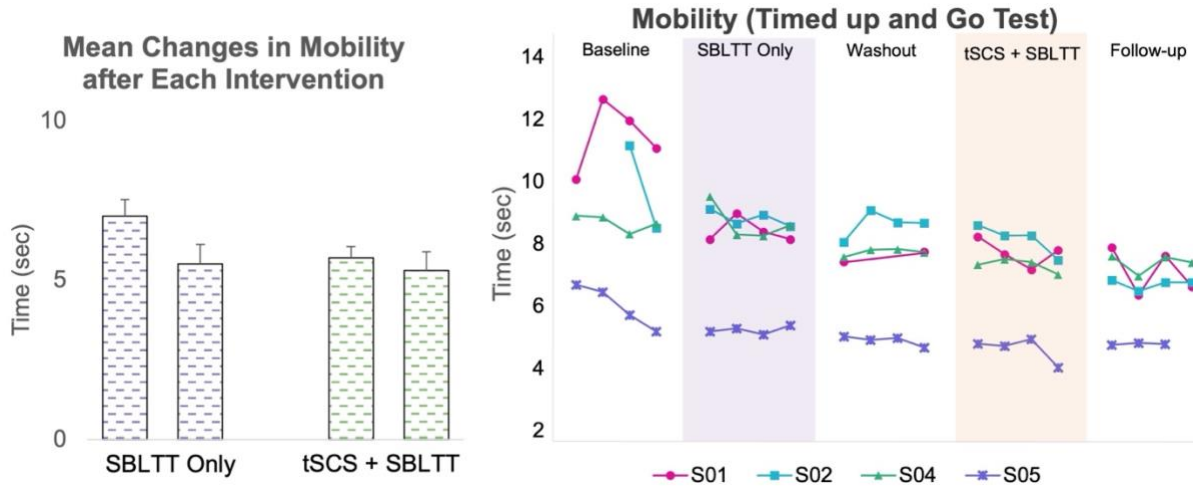 Mean Changes in Mobility
after Each Intervention
Time (sec)
10
5
0
SBLTT Only
tSCS + SBLTT
Mobility (Timed up and Go Test)
Baseline
SBLTT Only
Washout
tSCS + SBLTT
Follow-up
Time (sec)
14
12
10
8
6
4
2
S01
S02
S04
S05